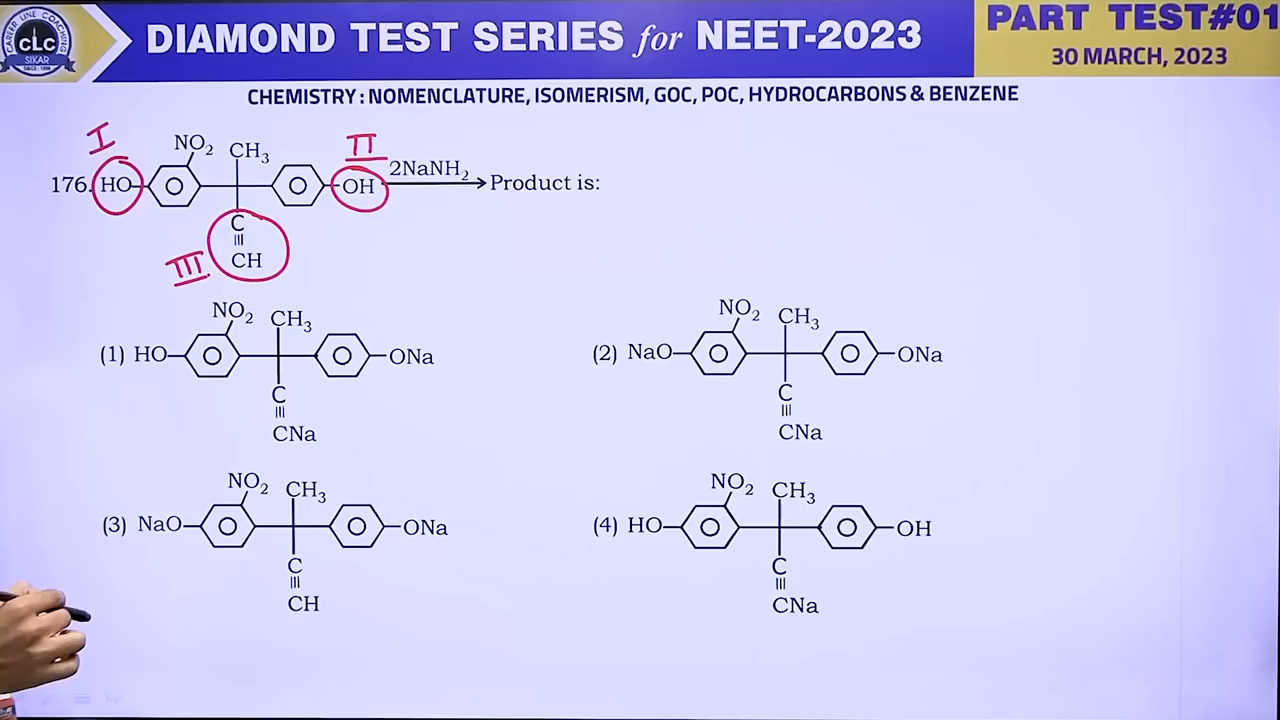 CAREER LINE COACHING
CLC
SIKAR
DIAMOND TEST SERIES for NEET-2023
PART TEST#01
30 MARCH, 2023
CHEMISTRY : NOMENCLATURE, ISOMERISM, GOC, POC, HYDROCARBONS & BENZENE
I
NO2 CH3 II
176. HO OH 2NaNH2 Product is:
C
≡
III CH
NO2 CH3
(1) HO ONa
C
≡
CNa
NO2 CH3
(2) NaO ONa
C
≡
CNa
NO2 CH3
(3) NaO ONa
C
≡
CH
NO2 CH3
(4) HO OH
C
≡
CNa